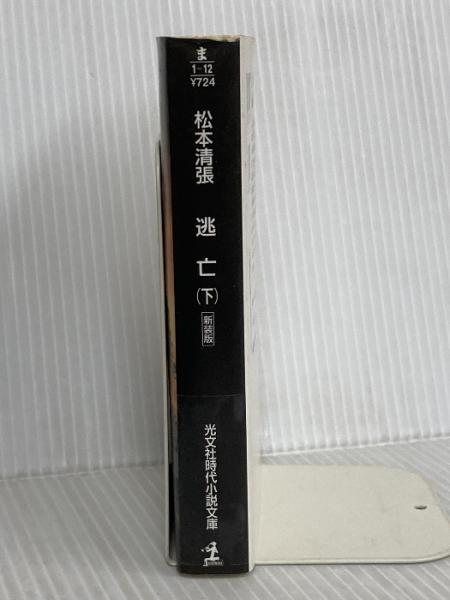 ま
1-12
¥724
松本清張
逃亡(下)
新装版
光文社時代小説文庫